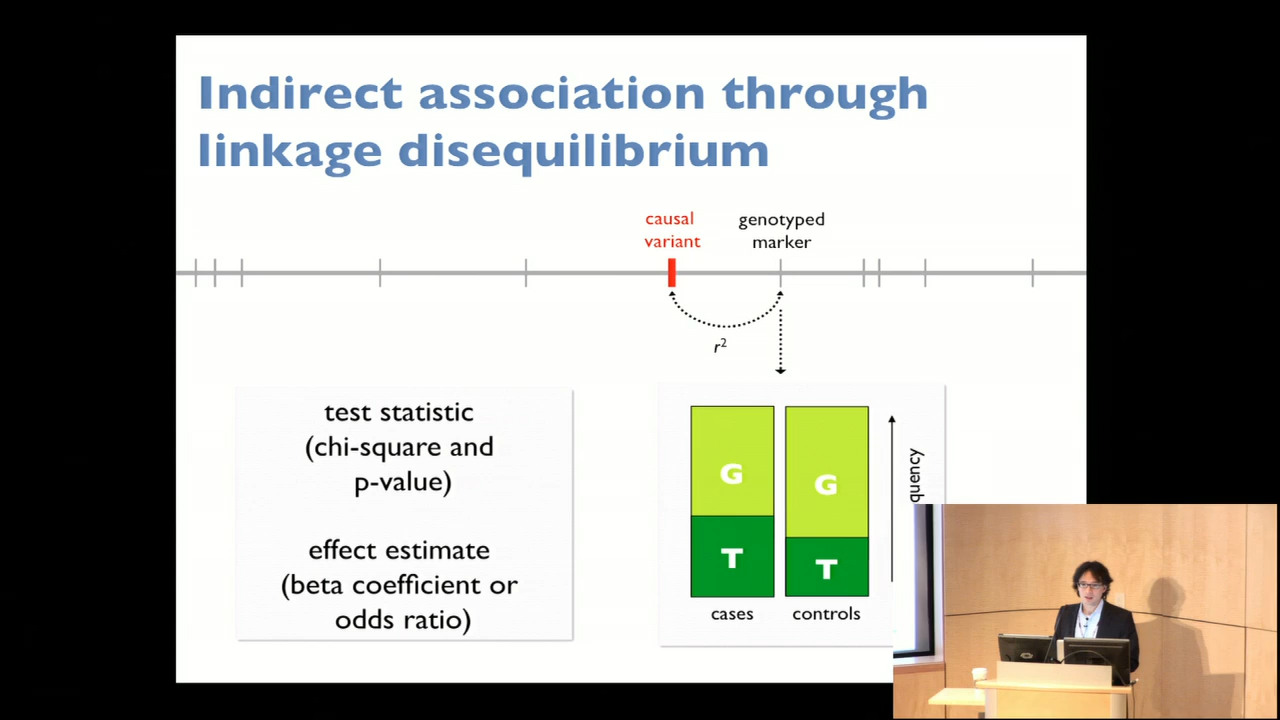 Indirect association through
linkage disequilibrium
causal
variant
genotyped
marker
r²
test statistic
(chi-square and
p-value)
effect estimate
(beta coefficient or
odds ratio)
G
G
T
T
cases
controls